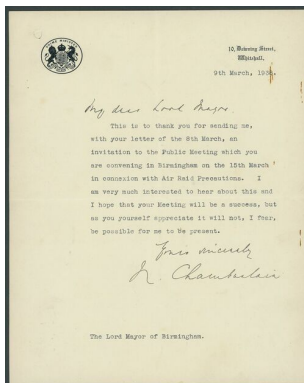 10, Downing Street,
Whitehall.
9th March, 193
My dear Lord Mayor,
This is to thank you for sending me,
with your letter of the 8th March, an
invitation to the Public Meeting which you
are convening in Birmingham on the 15th March
in connexion with Air Raid Precautions. I
am very much interested to hear about this and
I hope that your Meeting will be a success, but
as you yourself appreciate it will not, I fear,
be possible for me to be present.
Yours sincerely
N. Chamberlain
The Lord Mayor of Birmingham.